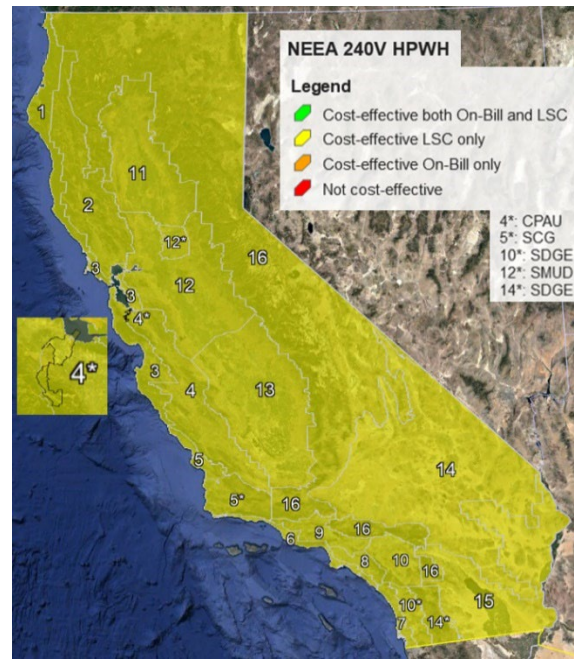 NEEA 240V HPWH
Legend
Cost-effective both On-Bill and LSC
Cost-effective LSC only
Cost-effective On-Bill only
Not cost-effective
4*: CPAU
5*: SCG
10*: SDGE
12*: SMUD
14*: SDGE
1
11
2
12*
16
3
12
3
4*
4*
3
4
13
14
5
5*
16
6
9
16
8
10
16
15
10*
7
14*